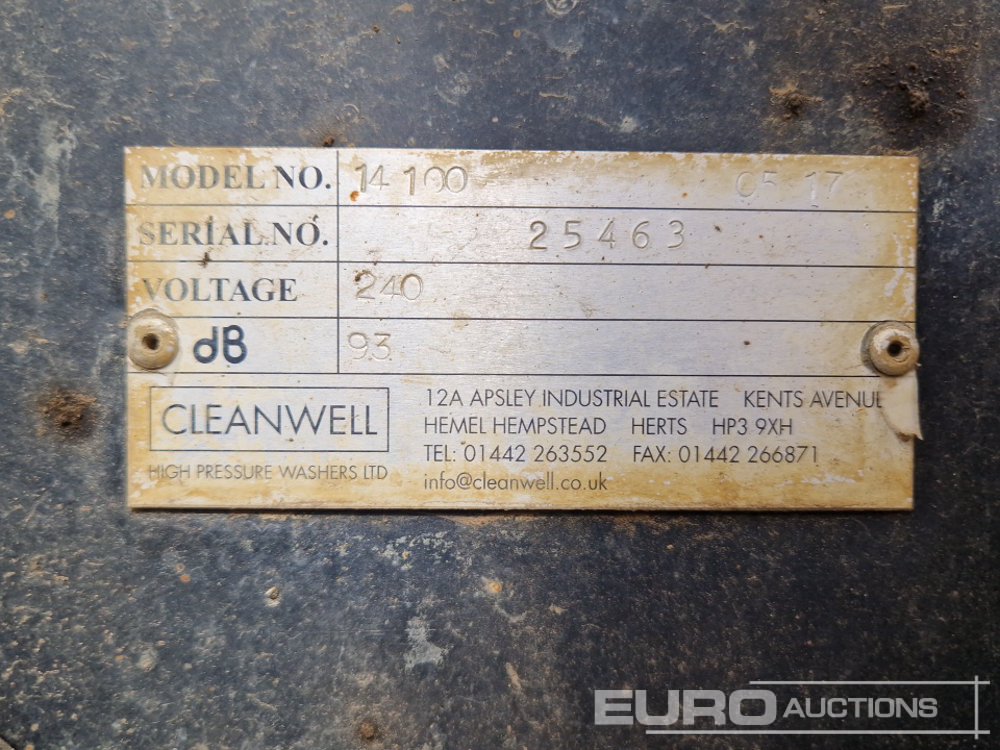 MODEL NO. 14 100 05 17
SERIAL NO. 25463
VOLTAGE 240
dB 93
CLEANWELL
HIGH PRESSURE WASHERS LTD
12A APSLEY INDUSTRIAL ESTATE KENTS AVENUE
HEMEL HEMPSTEAD HERTS HP3 9XH
TEL: 01442 263552 FAX: 01442 266871
info@cleanwell.co.uk
EURO AUCTIONS